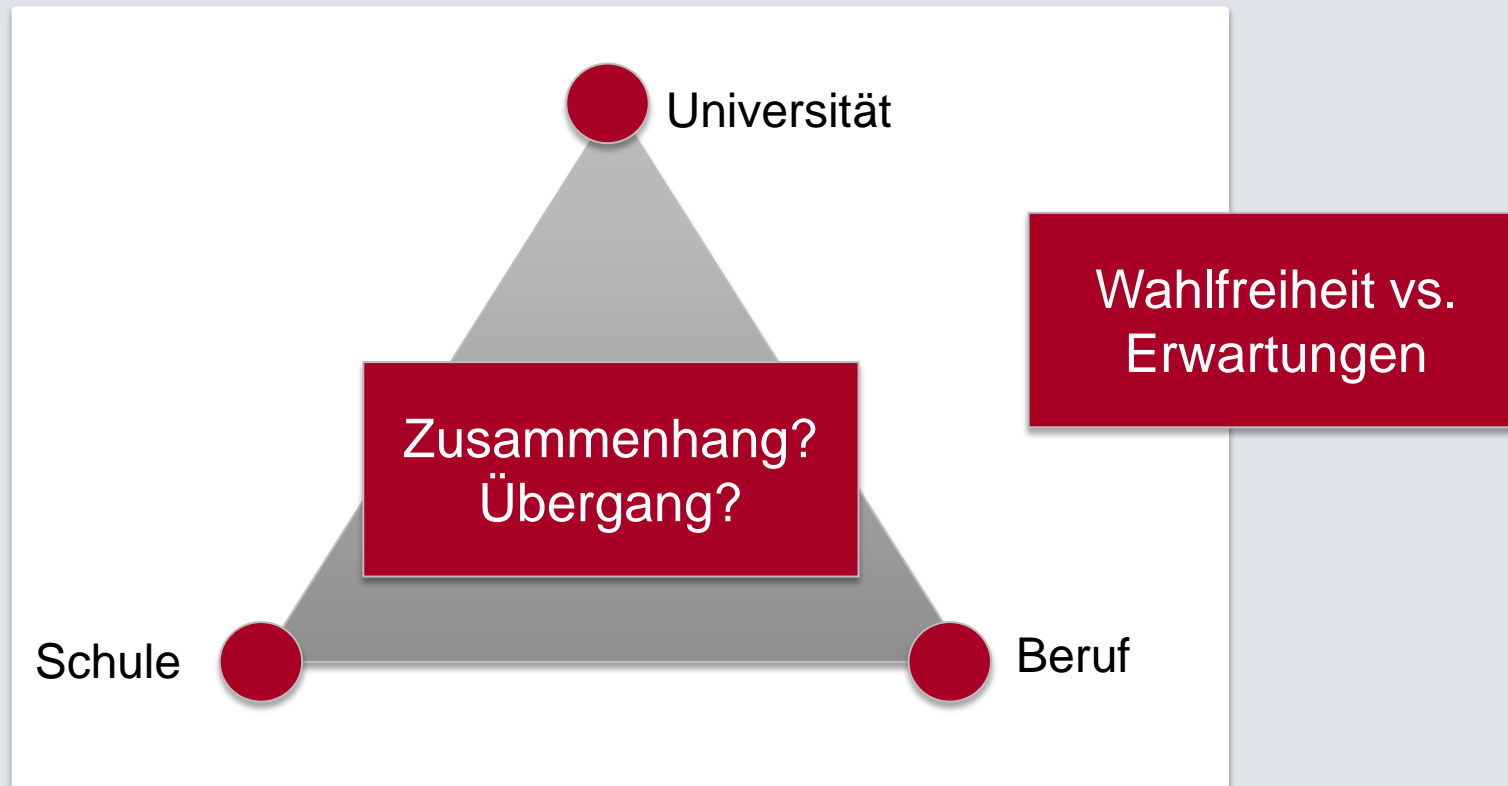 Universität
Wahlfreiheit vs.
Erwartungen
Zusammenhang?
Übergang?
Schule
Beruf